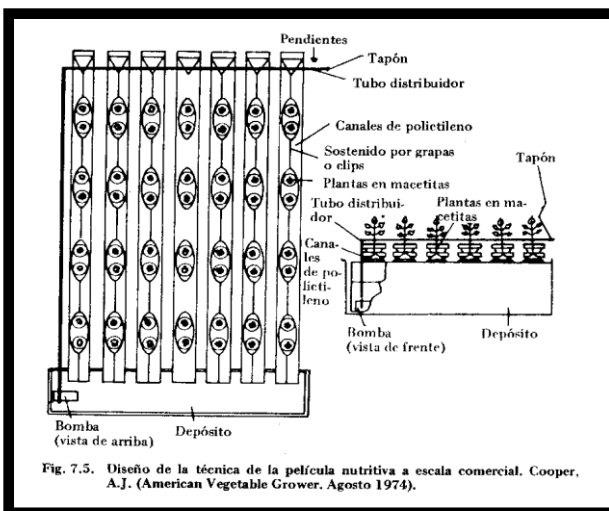 Pendientes
Tapón
Tubo distribuidor
Canales de polictileno
Sostenido por grapas
o clips
Plantas en macetitas
Bomba
(vista de arriba)
Depósito
Tapón
Tubo distribui-
dor
Plantas en ma-
cetitas
Cana-
les
de po-
lictí-
leno
Bomba
(vista de frente)
Depósito
Fig. 7.5. Diseño de la técnica de la película nutritiva a escala comercial. Cooper,
A.J. (American Vegetable Grower. Agosto 1974).